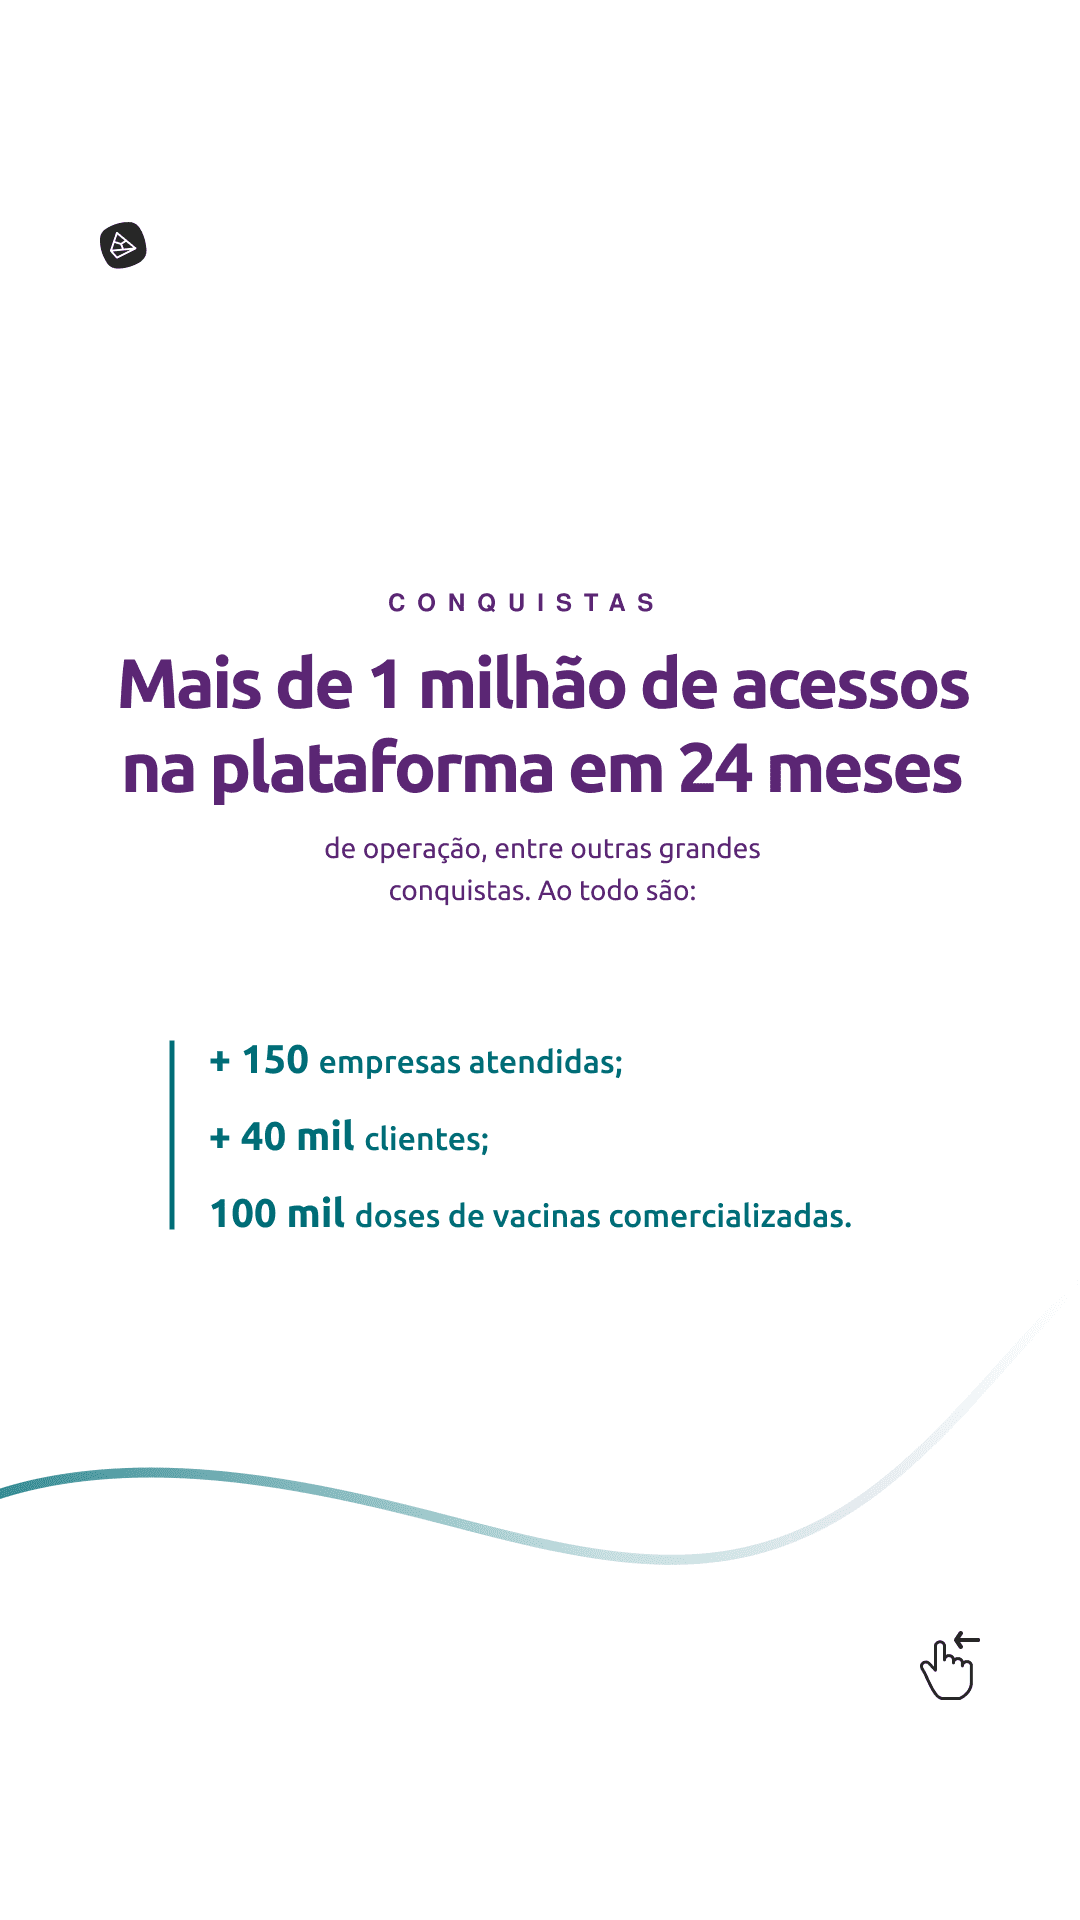 CONQUISTAS
Mais de 1 milhão de acessos
na plataforma em 24 meses
de operação, entre outras grandes
conquistas. Ao todo são:
+ 150 empresas atendidas;
+ 40 mil clientes;
100 mil doses de vacinas comercializadas.